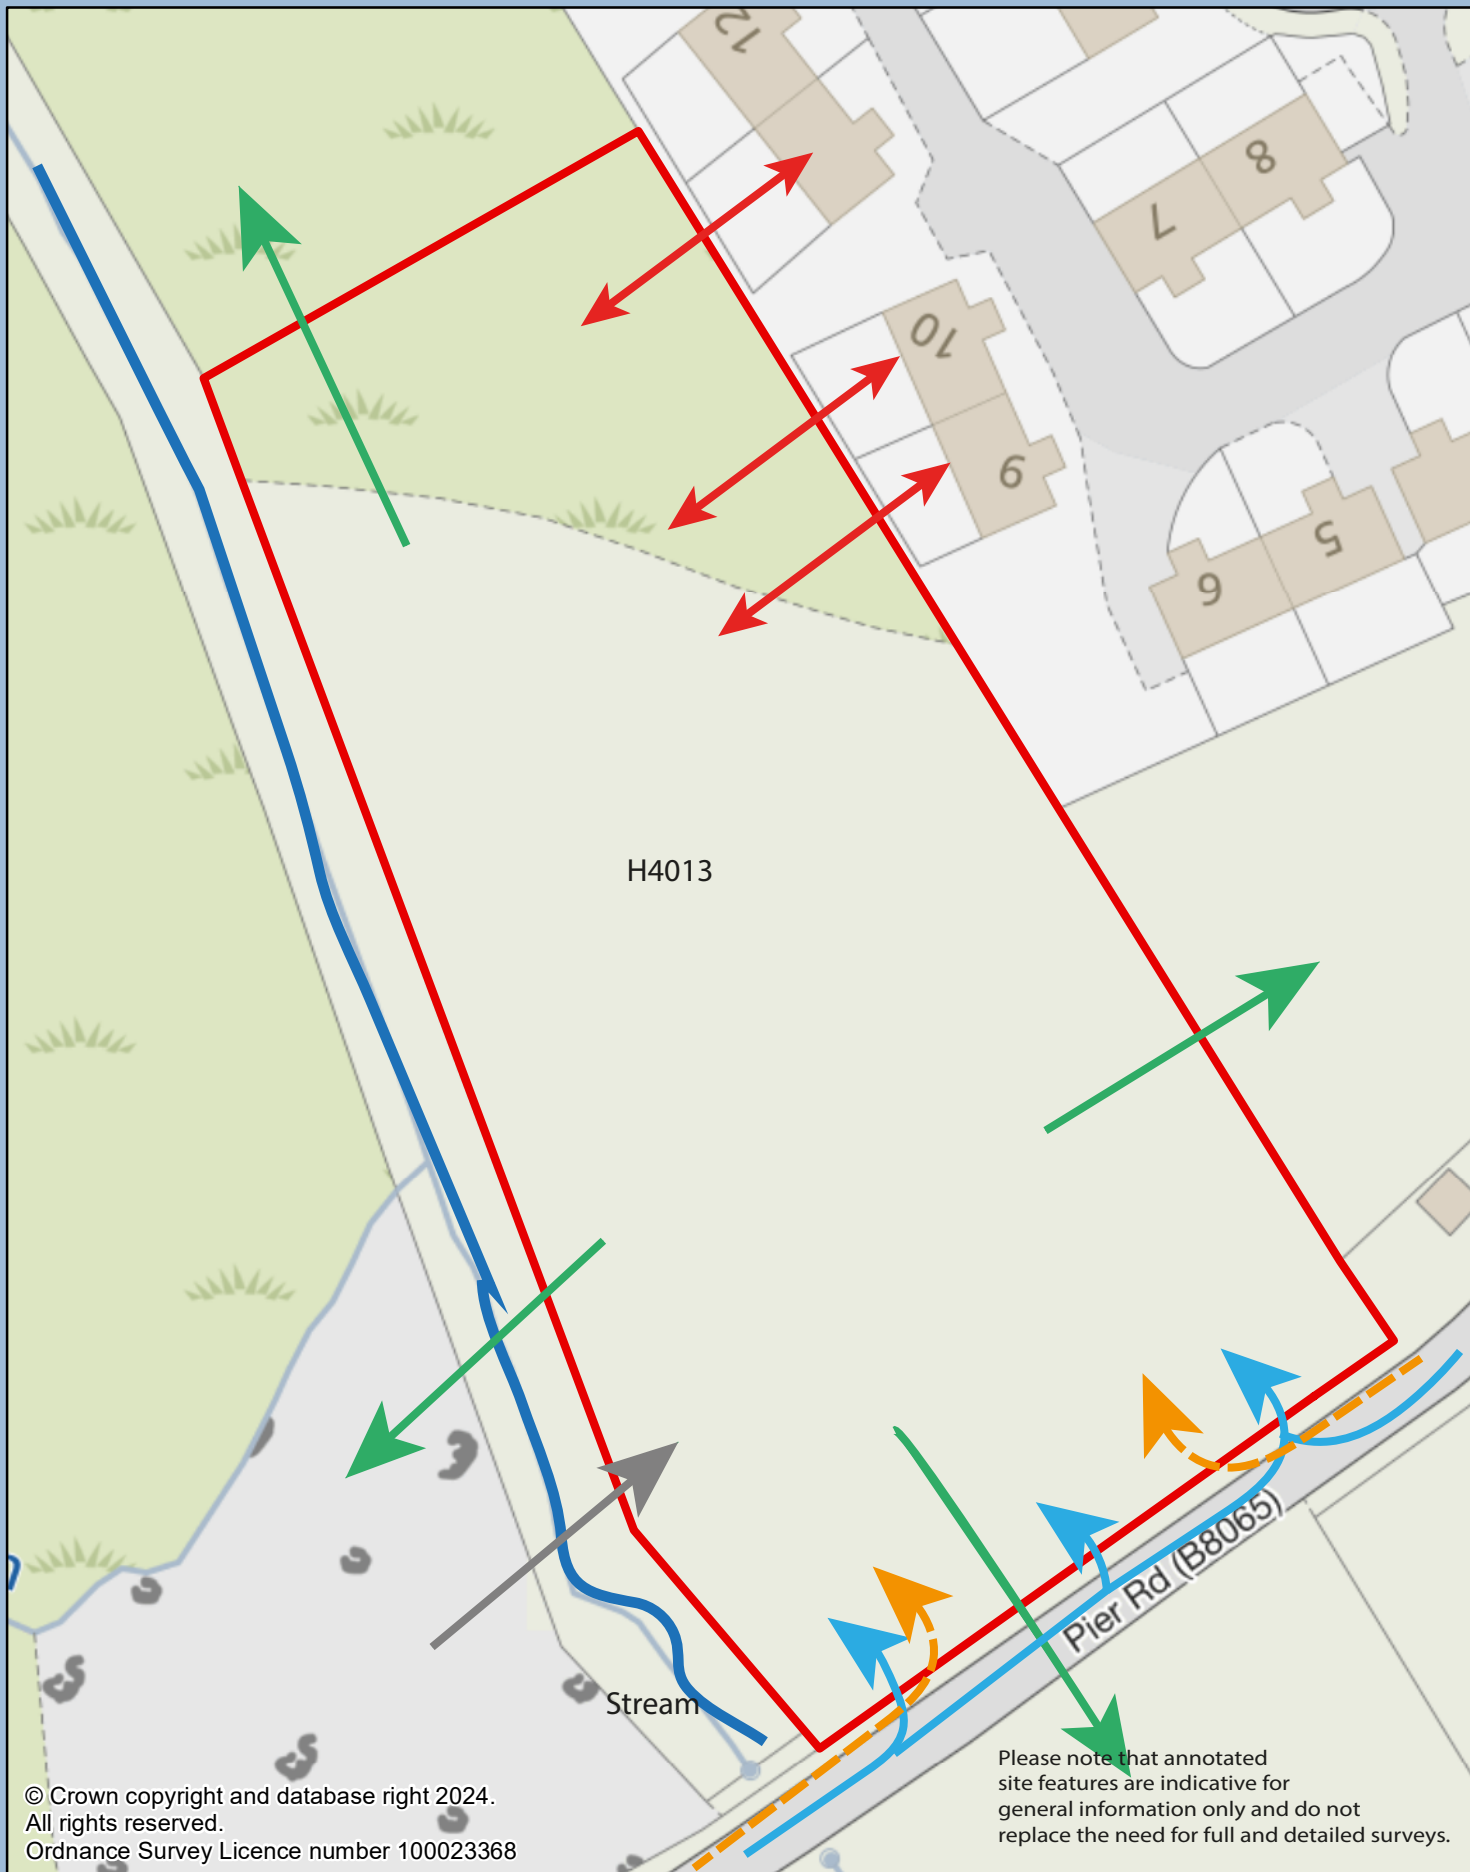 12
8
7
10
9
5
6
H4013
Pier Rd (B8065)
Stream
Please note that annotated
site features are indicative for
general information only and do not
replace the need for full and detailed surveys.
© Crown copyright and database right 2024.
All rights reserved.
Ordnance Survey Licence number 100023368